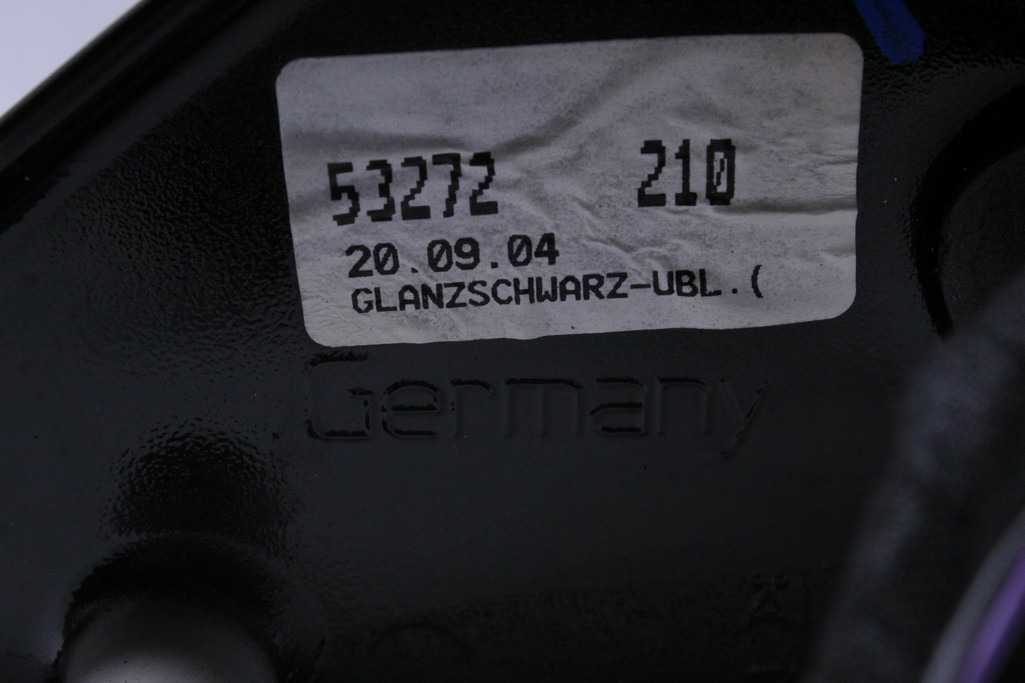 53272 210
20.09.04
GLANZSCHWARZ-UBL.(
Germany